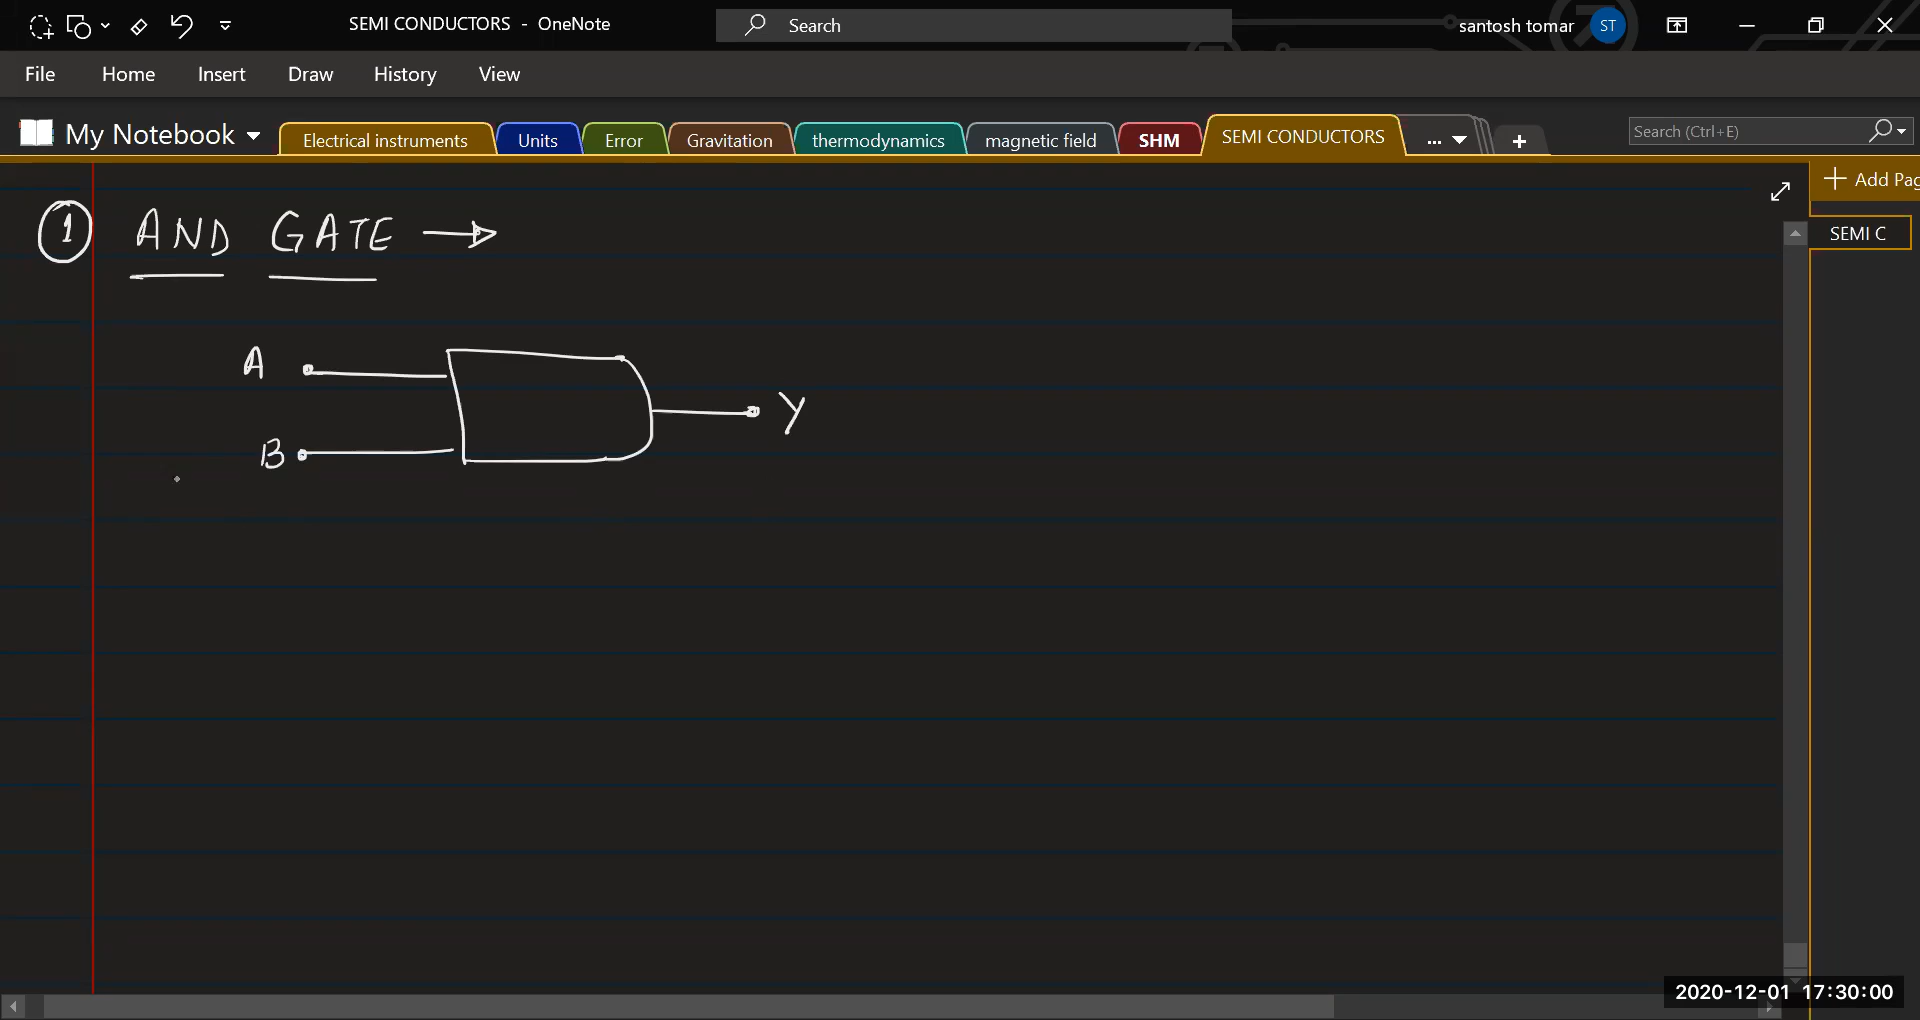 SEMI CONDUCTORS - OneNote
Search
santosh tomar
ST
File Home Insert Draw History View
My Notebook
Electrical instruments
Units
Error
Gravitation
thermodynamics
magnetic field
SHM
SEMI CONDUCTORS
...
+
Search (Ctrl+E)
+ Add Pag
SEMI C
1 AND GATE →
A
B
Y
2020-12-01 17:30:00